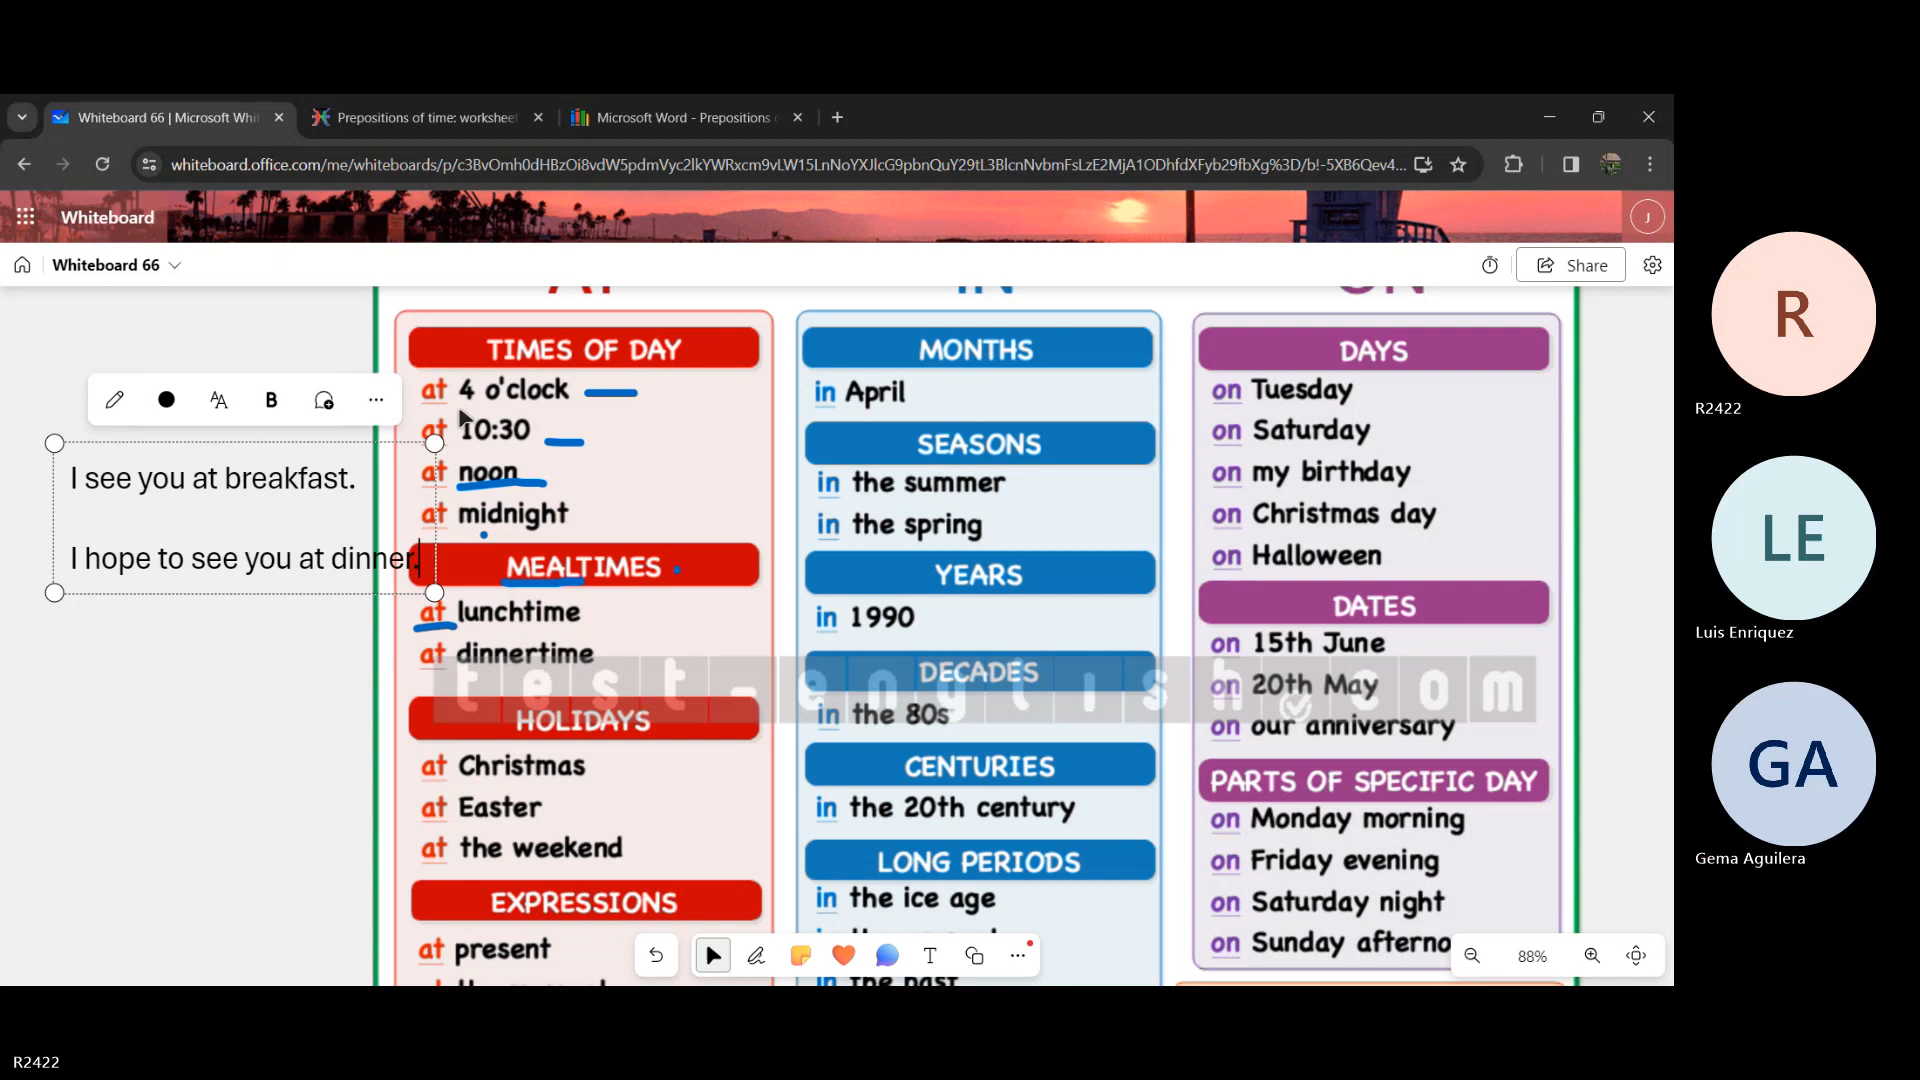 Whiteboard 66 | Microsoft Whi
Prepositions of time: workshee
Microsoft Word - Prepositions
whiteboard.office.com/me/whiteboards/p/c3BvOmh0dHBzOi8vdW5pdmVyc2lkYWRxcm9vLW15LnNoYXJlcG9pbnQuY29tL3BlcnNvbmFsLzE2MjA1ODhfdXFyb29fbXg%3D/b!-5XB6Qev4...
Whiteboard
J
Whiteboard 66
Share
AT
IN
ON
TIMES OF DAY
at 4 o'clock
at 10:30
at noon
at midnight
I see you at breakfast.
I hope to see you at dinner.
MEALTIMES
at lunchtime
at dinnertime
HOLIDAYS
at Christmas
at Easter
at the weekend
EXPRESSIONS
at present
MONTHS
in April
SEASONS
in the summer
in the spring
YEARS
in 1990
DECADES
in the 80s
CENTURIES
in the 20th century
LONG PERIODS
in the ice age
in the past
DAYS
on Tuesday
on Saturday
on my birthday
on Christmas day
on Halloween
DATES
on 15th June
on 20th May
on our anniversary
PARTS OF SPECIFIC DAY
on Monday morning
on Friday evening
on Saturday night
on Sunday afterno
test-english.com
88%
R
R2422
LE
Luis Enriquez
GA
Gema Aguilera
R2422